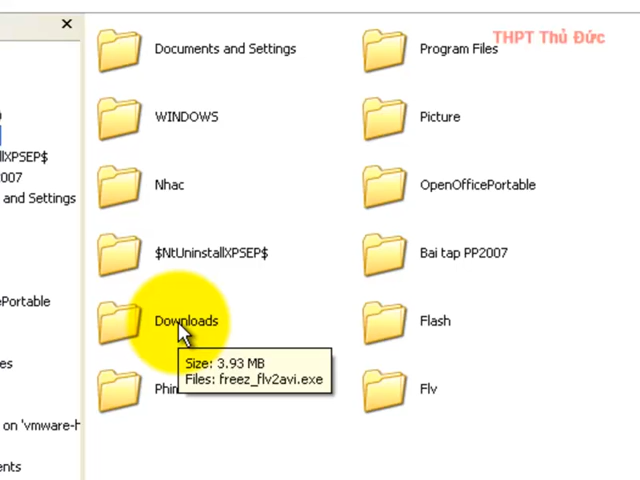 THPT Thủ Đức
Documents and Settings
Program Files
WINDOWS
Picture
llXPSEP$
007
and Settings
Nhac
OpenOfficePortable
$NtUninstallXPSEP$
Bai tap PP2007
ePortable
Downloads
Flash
Size: 3.93 MB
Files: freez_flv2avi.exe
es
Phim
Flv
on 'vmware-h
ents